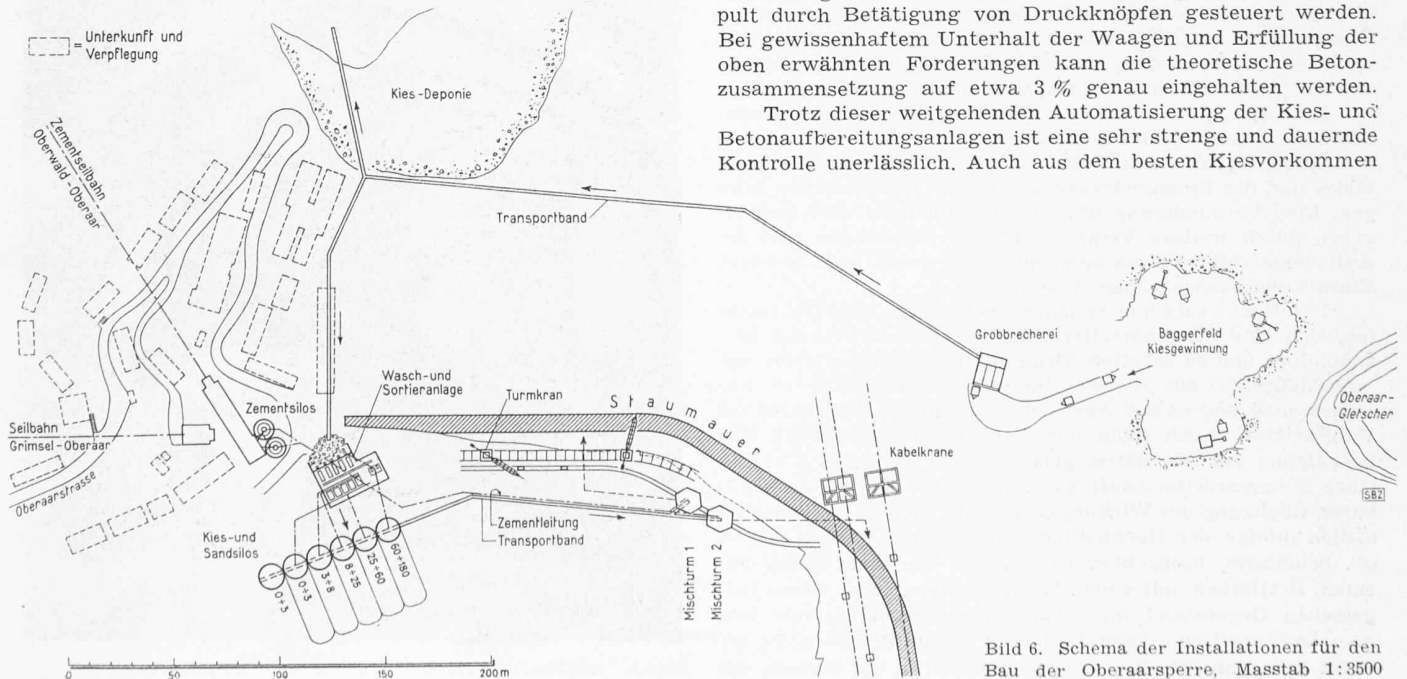 pult durch Betätigung von Druckknöpfen gesteuert werden.
Bei gewissenhaftem Unterhalt der Waagen und Erfüllung der
oben erwähnten Forderungen kann die theoretische Beton-
zusammensetzung auf etwa 3 % genau eingehalten werden.
Trotz dieser weitgehenden Automatisierung der Kies- und
Betonaufbereitungsanlagen ist eine sehr strenge und dauernde
Kontrolle unerlässlich. Auch aus dem besten Kiesvorkommen
= Unterkunft und
Verpflegung
Kies-Deponie
Zementseilbahn
Oberwald-Oberaar
Transportband
Grobbrecherei
Baggerfeld
Kiesgewinnung
Oberaar-
Gletscher
SBZ
Wasch-und
Sortieranlage
Turmkran
Staumauer
Kabelkrane
Zementsilos
Seilbahn
Grimsel-Oberaar
Oberaarstrasse
Kies-und
Sandsilos
0÷3
0÷3
3÷8
8÷25
25÷60
60÷180
Zementleitung
Transportband
Mischturm 1
Mischturm 2
0 50 100 150 200m
Bild 6. Schema der Installationen für den
Bau der Oberaarsperre, Masstab 1:3500